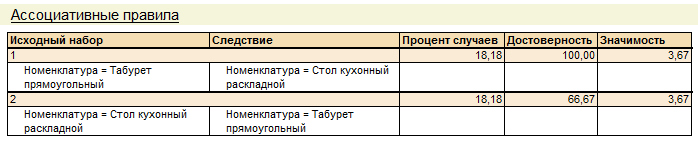 Ассоциативные правила
Исходный набор Следствие Процент случаев Достоверность Значимость
1 18,18 100,00 3,67
Номенклатура = Табурет прямоугольный Номенклатура = Стол кухонный раскладной
2 18,18 66,67 3,67
Номенклатура = Стол кухонный раскладной Номенклатура = Табурет прямоугольный